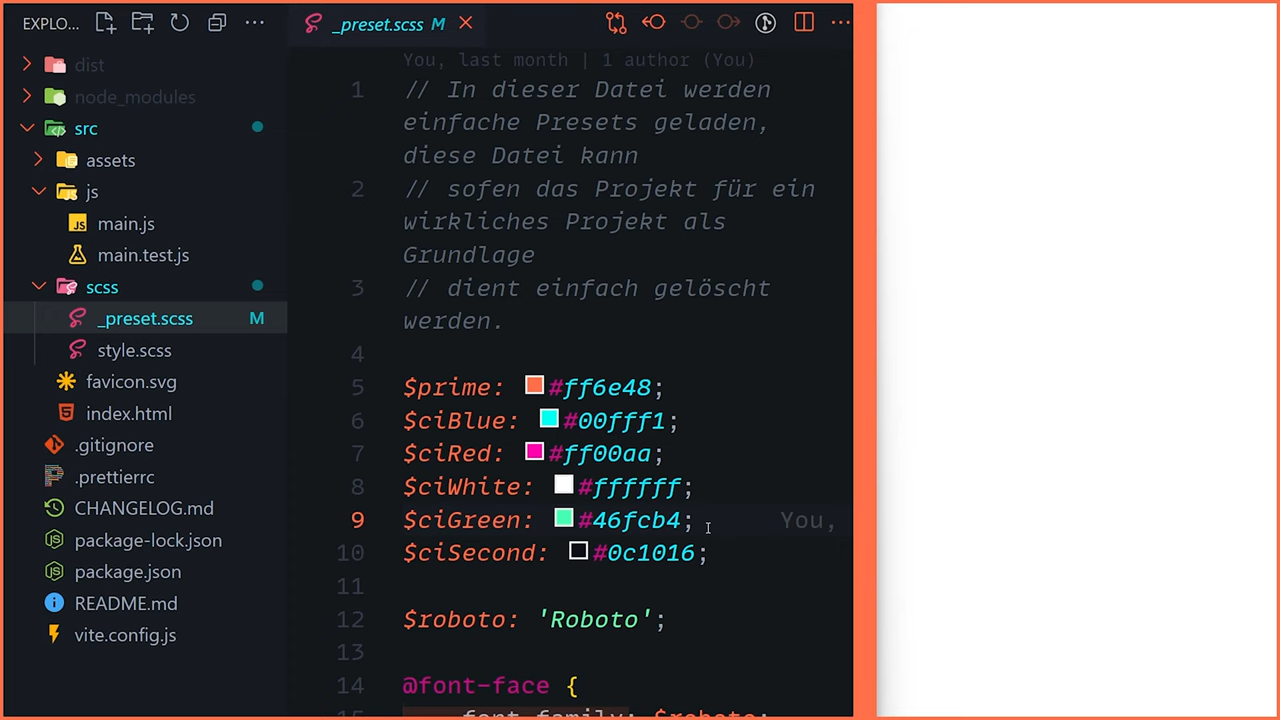 EXPLO...
dist
node_modules
src
assets
js
JS main.js
main.test.js
scss
_preset.scss M
style.scss
favicon.svg
index.html
.gitignore
.prettierrc
CHANGELOG.md
package-lock.json
package.json
README.md
vite.config.js
_preset.scss M
You, last month | 1 author (You)
1 // In dieser Datei werden
einfache Presets geladen,
diese Datei kann
2 // sofen das Projekt für ein
wirkliches Projekt als
Grundlage
3 // dient einfach gelöscht
werden.
4
5 $prime: #ff6e48;
6 $ciBlue: #00fff1;
7 $ciRed: #ff00aa;
8 $ciWhite: #ffffff;
9 $ciGreen: #46fcb4; You,
10 $ciSecond: #0c1016;
11
12 $roboto: 'Roboto';
13
14 @font-face {
15 font-family: $roboto;